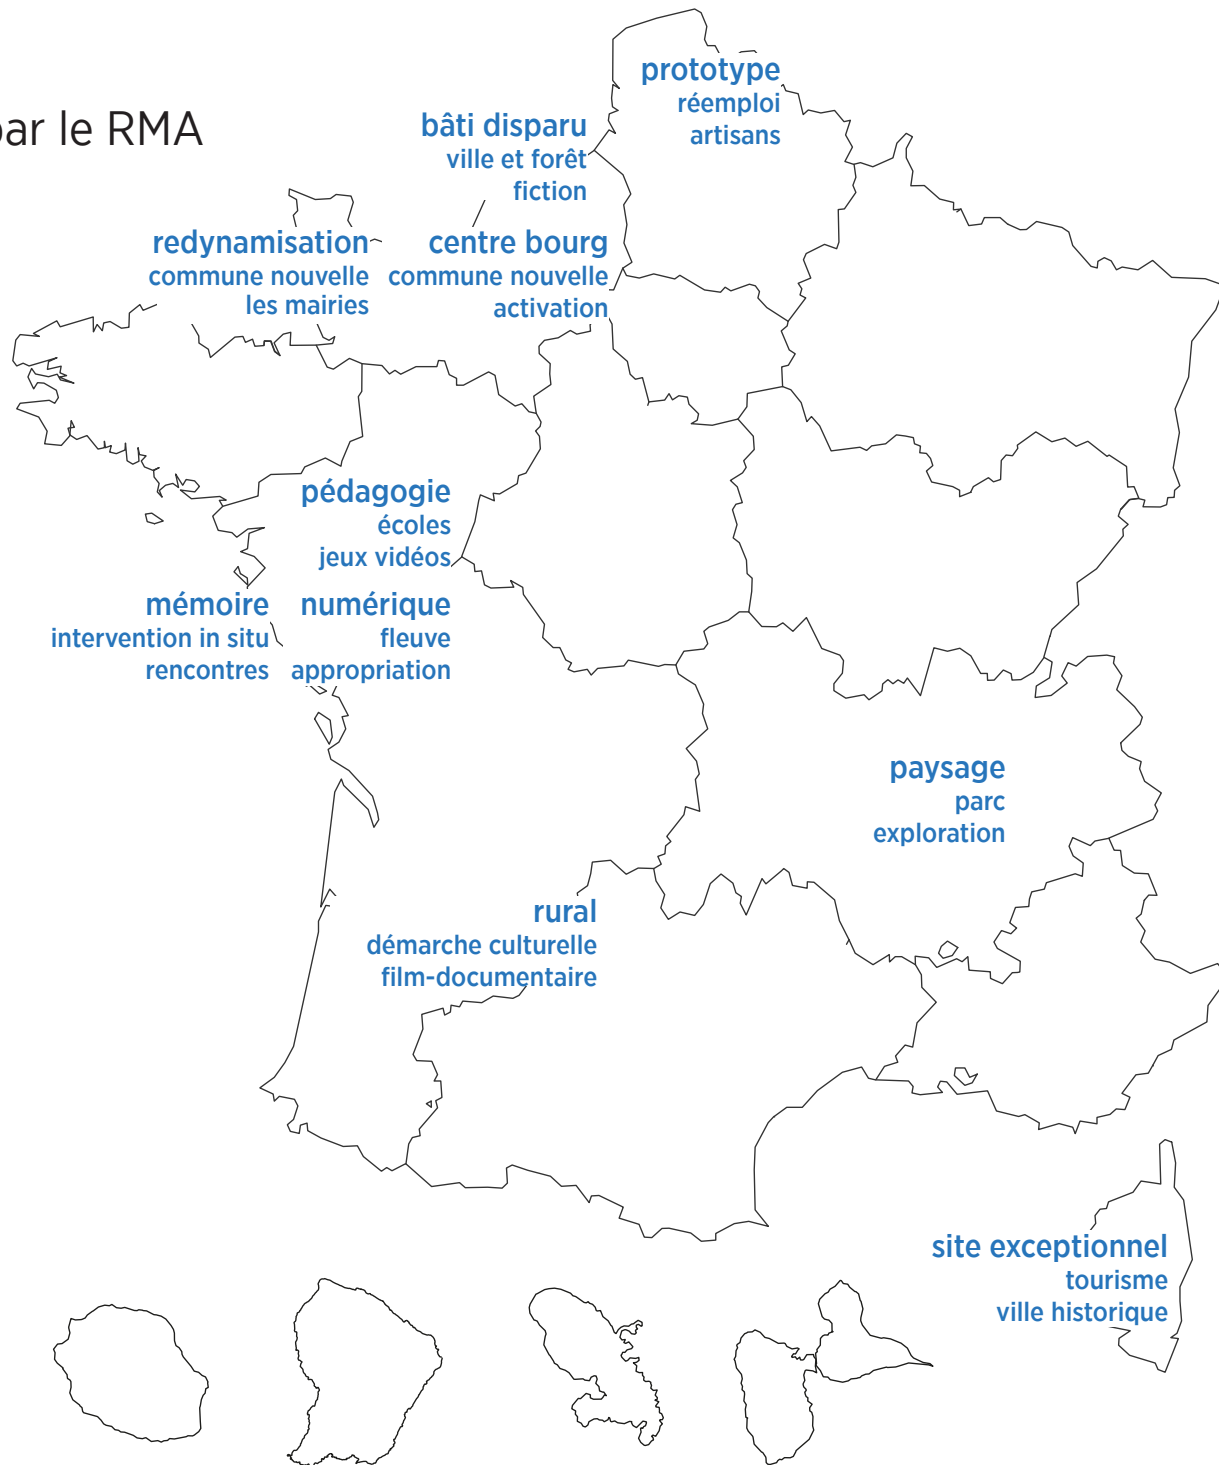 par le RMA
prototype
réemploi
artisans
bâti disparu
ville et forêt
fiction
redynamisation
commune nouvelle
les mairies
centre bourg
commune nouvelle
activation
pédagogie
écoles
jeux vidéos
mémoire
intervention in situ
rencontres
numérique
fleuve
appropriation
paysage
parc
exploration
rural
démarche culturelle
film-documentaire
site exceptionnel
tourisme
ville historique